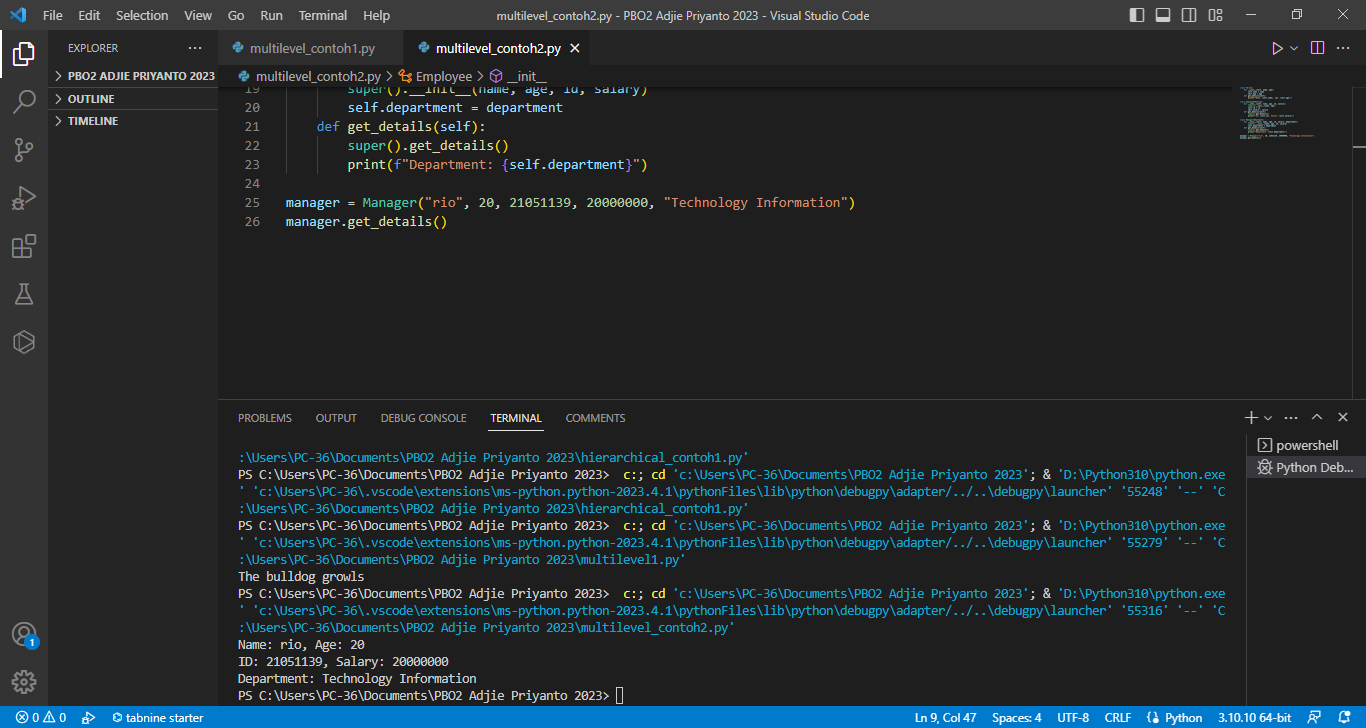 File Edit Selection View Go Run Terminal Help
multilevel_contoh2.py - PBO2 Adjie Priyanto 2023 - Visual Studio Code
EXPLORER
PBO2 ADJIE PRIYANTO 2023
OUTLINE
TIMELINE
multilevel_contoh1.py
multilevel_contoh2.py
multilevel_contoh2.py > Employee > __init__
19 super().__init__(name, age, id, salary)
20 self.department = department
21 def get_details(self):
22 super().get_details()
23 print(f"Department: {self.department}")
24
25 manager = Manager("rio", 20, 21051139, 20000000, "Technology Information")
26 manager.get_details()
PROBLEMS OUTPUT DEBUG CONSOLE TERMINAL COMMENTS
powershell
Python Deb...
:\Users\PC-36\Documents\PBO2 Adjie Priyanto 2023\hierarchical_contoh1.py'
PS C:\Users\PC-36\Documents\PBO2 Adjie Priyanto 2023>  c:; cd 'c:\Users\PC-36\Documents\PBO2 Adjie Priyanto 2023'; & 'D:\Python310\python.exe
' 'c:\Users\PC-36\.vscode\extensions\ms-python.python-2023.4.1\pythonFiles\lib\python\debugpy\adapter/../..\debugpy\launcher' '55248' '--' 'C
:\Users\PC-36\Documents\PBO2 Adjie Priyanto 2023\hierarchical_contoh1.py'
PS C:\Users\PC-36\Documents\PBO2 Adjie Priyanto 2023>  c:; cd 'c:\Users\PC-36\Documents\PBO2 Adjie Priyanto 2023'; & 'D:\Python310\python.exe
' 'c:\Users\PC-36\.vscode\extensions\ms-python.python-2023.4.1\pythonFiles\lib\python\debugpy\adapter/../..\debugpy\launcher' '55279' '--' 'C
:\Users\PC-36\Documents\PBO2 Adjie Priyanto 2023\multilevel1.py'
The bulldog growls
PS C:\Users\PC-36\Documents\PBO2 Adjie Priyanto 2023>  c:; cd 'c:\Users\PC-36\Documents\PBO2 Adjie Priyanto 2023'; & 'D:\Python310\python.exe
' 'c:\Users\PC-36\.vscode\extensions\ms-python.python-2023.4.1\pythonFiles\lib\python\debugpy\adapter/../..\debugpy\launcher' '55316' '--' 'C
:\Users\PC-36\Documents\PBO2 Adjie Priyanto 2023\multilevel_contoh2.py'
Name: rio, Age: 20
ID: 21051139, Salary: 20000000
Department: Technology Information
PS C:\Users\PC-36\Documents\PBO2 Adjie Priyanto 2023>
1
0 0 tabnine starter
Ln 9, Col 47 Spaces: 4 UTF-8 CRLF Python 3.10.10 64-bit